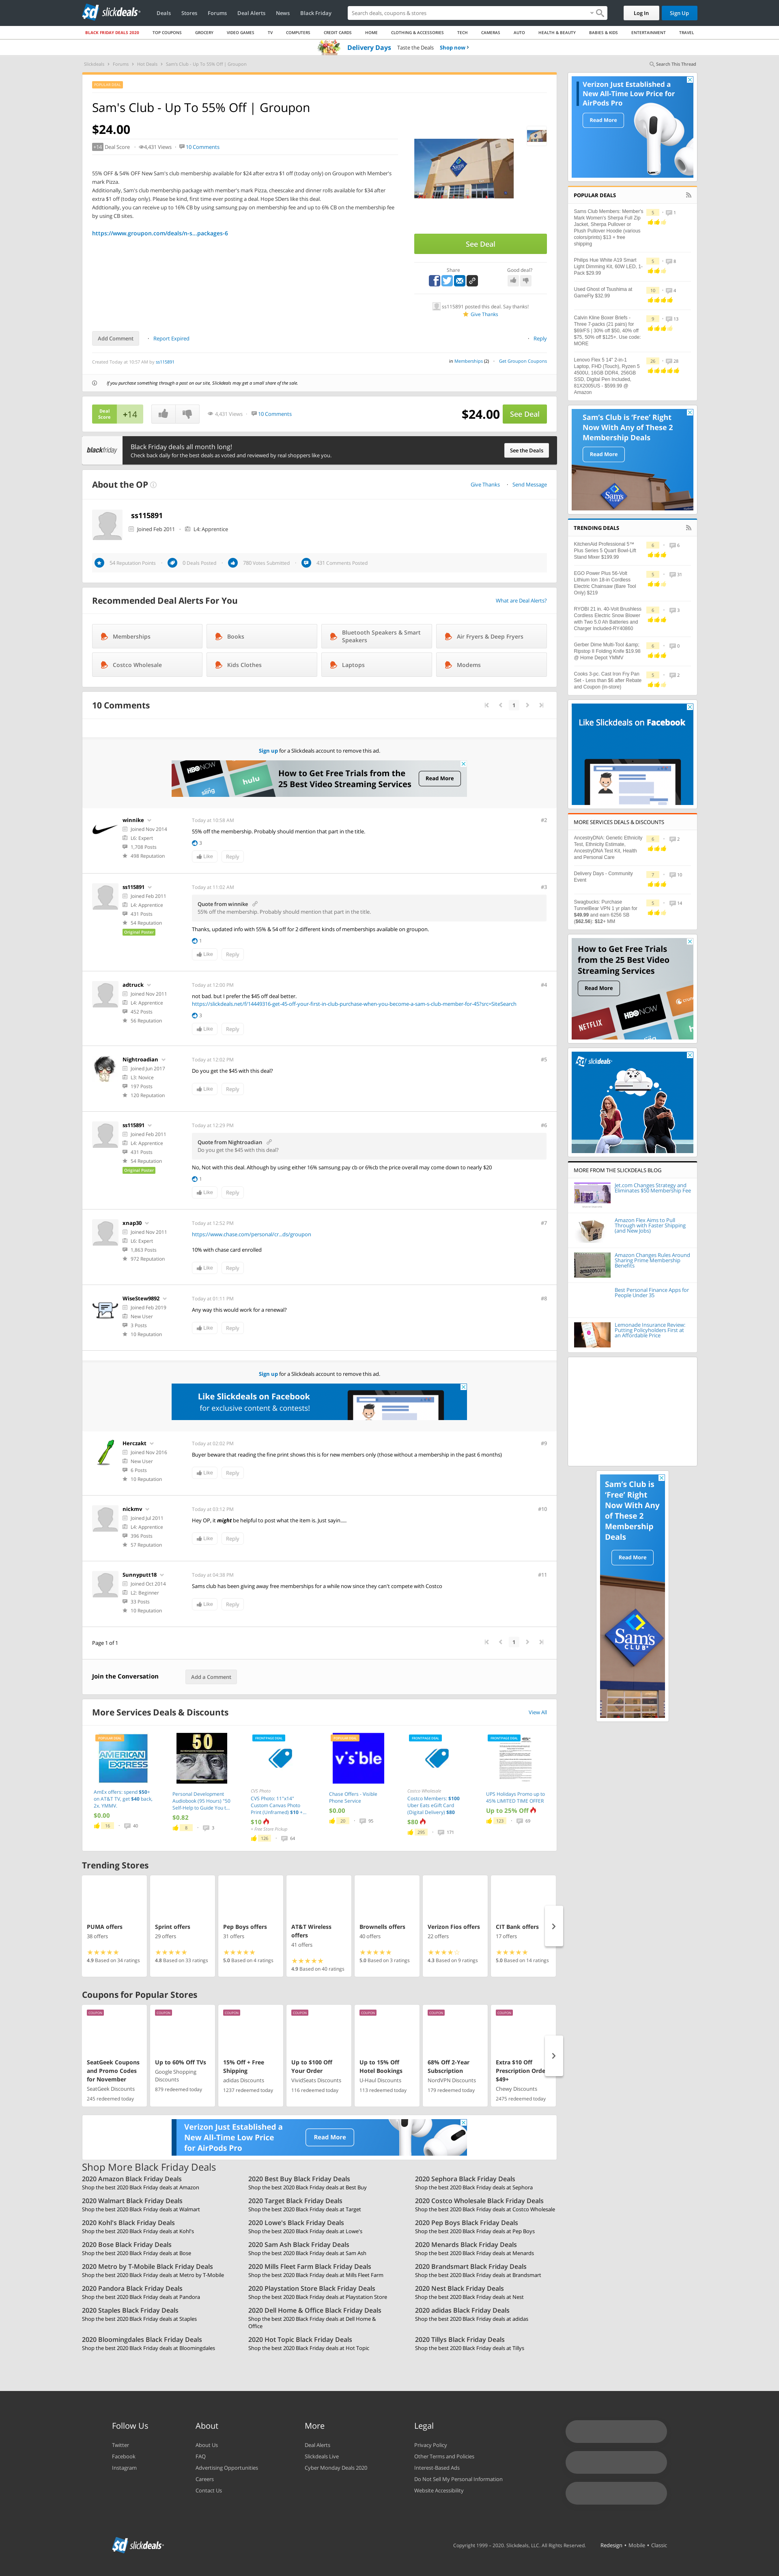 slickdeals
Deals Stores Forums Deal Alerts News Black Friday
Search deals, coupons & stores
Log In
Sign Up
BLACK FRIDAY DEALS 2020 TOP COUPONS GROCERY VIDEO GAMES TV COMPUTERS CREDIT CARDS HOME CLOTHING & ACCESSORIES TECH CAMERAS AUTO HEALTH & BEAUTY BABIES & KIDS ENTERTAINMENT TRAVEL
Delivery Days Taste the Deals Shop now ›
Slickdeals › Forums › Hot Deals › Sam's Club - Up To 55% Off | Groupon
Search This Thread
Sam's Club - Up To 55% Off | Groupon
$24.00
+14 Deal Score 4,431 Views 10 Comments
55% OFF & 54% OFF New Sam's club membership available for $24 after extra $1 off (today only) on Groupon with Member's
mark Pizza.
Additionally, Sam's club membership package with member's mark Pizza, cheescake and dinner rolls available for $34 after
extra $1 off (today only). Please be kind, first time ever posting a deal. Hope SDers like this deal.
Additionally, you can receive up to 16% CB by using samsung pay on membership fee and up to 6% CB on the membership fee
by using CB sites.
https://www.groupon.com/deals/n-s...packages-6
See Deal
Share
Good deal?
ss115891 posted this deal. Say thanks!
Give Thanks
Add Comment
Report Expired
Reply
Created Today at 10:57 AM by ss115891
in Memberships (2) Get Groupon Coupons
If you purchase something through a post on our site, Slickdeals may get a small share of the sale.
Deal
Score
+14
4,431 Views
10 Comments
$24.00
See Deal
blackfriday
Black Friday deals all month long!
Check back daily for the best deals as voted and reviewed by real shoppers like you.
See the Deals
About the OP
Give Thanks
Send Message
ss115891
Joined Feb 2011 L4: Apprentice
54 Reputation Points
0 Deals Posted
780 Votes Submitted
431 Comments Posted
Recommended Deal Alerts For You
What are Deal Alerts?
Memberships
Books
Bluetooth Speakers & Smart
Speakers
Air Fryers & Deep Fryers
Costco Wholesale
Kids Clothes
Laptops
Modems
10 Comments
1
Sign up for a Slickdeals account to remove this ad.
How to Get Free Trials from the
25 Best Video Streaming Services
Read More
winnike
Joined Nov 2014
L6: Expert
1,708 Posts
498 Reputation
Today at 10:58 AM
#2
55% off the membership. Probably should mention that part in the title.
3
Like
Reply
ss115891
Joined Feb 2011
L4: Apprentice
431 Posts
54 Reputation
Original Poster
Today at 11:02 AM
#3
Quote from winnike
55% off the membership. Probably should mention that part in the title.
Thanks, updated info with 55% & 54 off for 2 different kinds of memberships available on groupon.
1
Like
Reply
adtruck
Joined Nov 2011
L4: Apprentice
452 Posts
56 Reputation
Today at 12:00 PM
#4
not bad. but I prefer the $45 off deal better.
https://slickdeals.net/f/14449316-get-45-off-your-first-in-club-purchase-when-you-become-a-sam-s-club-member-for-45?src=SiteSearch
3
Like
Reply
Nightroadian
Joined Jun 2017
L3: Novice
197 Posts
120 Reputation
Today at 12:02 PM
#5
Do you get the $45 with this deal?
Like
Reply
ss115891
Joined Feb 2011
L4: Apprentice
431 Posts
54 Reputation
Original Poster
Today at 12:29 PM
#6
Quote from Nightroadian
Do you get the $45 with this deal?
No, Not with this deal. Although by using either 16% samsung pay cb or 6%cb the price overall may come down to nearly $20
1
Like
Reply
xnap30
Joined Nov 2011
L6: Expert
1,863 Posts
972 Reputation
Today at 12:52 PM
#7
https://www.chase.com/personal/cr...ds/groupon
10% with chase card enrolled
Like
Reply
WiseStew9892
Joined Feb 2019
New User
3 Posts
10 Reputation
Today at 01:11 PM
#8
Any way this would work for a renewal?
Like
Reply
Sign up for a Slickdeals account to remove this ad.
Like Slickdeals on Facebook
for exclusive content & contests!
Herczakt
Joined Nov 2016
New User
6 Posts
10 Reputation
Today at 02:02 PM
#9
Buyer beware that reading the fine print shows this is for new members only (those without a membership in the past 6 months)
Like
Reply
nickmv
Joined Jul 2011
L4: Apprentice
396 Posts
57 Reputation
Today at 03:12 PM
#10
Hey OP, it might be helpful to post what the item is. Just sayin.....
Like
Reply
Sunnyputt18
Joined Oct 2014
L2: Beginner
33 Posts
10 Reputation
Today at 04:38 PM
#11
Sams club has been giving away free memberships for a while now since they can't compete with Costco
Like
Reply
Page 1 of 1
1
Join the Conversation
Add a Comment
More Services Deals & Discounts
View All
AMERICAN EXPRESS
AmEx offers: spend $50+
on AT&T TV, get $40 back,
2x. YMMV.
$0.00
16 40
50
Personal Development
Audiobook (95 Hours) "50
Self-Help to Guide You t...
$0.82
8 3
CVS Photo
CVS Photo: 11"x14"
Custom Canvas Photo
Print (Unframed) $10 +...
$10
+ Free Store Pickup
126 64
visible
Chase Offers - Visible
Phone Service
$0.00
20 95
Costco Wholesale
Costco Members: $100
Uber Eats eGift Card
(Digital Delivery) $80
$80
295 171
UPS Holidays Promo up to
45% LIMITED TIME OFFER
Up to 25% Off
123 69
Trending Stores
PUMA offers
38 offers
4.9 Based on 34 ratings
Sprint offers
29 offers
4.8 Based on 33 ratings
Pep Boys offers
31 offers
5.0 Based on 4 ratings
AT&T Wireless
offers
41 offers
4.9 Based on 40 ratings
Brownells offers
40 offers
5.0 Based on 3 ratings
Verizon Fios offers
22 offers
4.3 Based on 9 ratings
CIT Bank offers
17 offers
5.0 Based on 14 ratings
Coupons for Popular Stores
COUPON
SeatGeek Coupons
and Promo Codes
for November
SeatGeek Discounts
245 redeemed today
COUPON
Up to 60% Off TVs
Google Shopping
Discounts
879 redeemed today
COUPON
15% Off + Free
Shipping
adidas Discounts
1237 redeemed today
COUPON
Up to $100 Off
Your Order
VividSeats Discounts
116 redeemed today
COUPON
Up to 15% Off
Hotel Bookings
U-Haul Discounts
113 redeemed today
COUPON
68% Off 2-Year
Subscription
NordVPN Discounts
179 redeemed today
COUPON
Extra $10 Off
Prescription Orde
$49+
Chewy Discounts
2475 redeemed today
Verizon Just Established a
New All-Time Low Price
for AirPods Pro
Read More
Shop More Black Friday Deals
2020 Amazon Black Friday Deals
Shop the best 2020 Black Friday deals at Amazon
2020 Best Buy Black Friday Deals
Shop the best 2020 Black Friday deals at Best Buy
2020 Sephora Black Friday Deals
Shop the best 2020 Black Friday deals at Sephora
2020 Walmart Black Friday Deals
Shop the best 2020 Black Friday deals at Walmart
2020 Target Black Friday Deals
Shop the best 2020 Black Friday deals at Target
2020 Costco Wholesale Black Friday Deals
Shop the best 2020 Black Friday deals at Costco Wholesale
2020 Kohl's Black Friday Deals
Shop the best 2020 Black Friday deals at Kohl's
2020 Lowe's Black Friday Deals
Shop the best 2020 Black Friday deals at Lowe's
2020 Pep Boys Black Friday Deals
Shop the best 2020 Black Friday deals at Pep Boys
2020 Bose Black Friday Deals
Shop the best 2020 Black Friday deals at Bose
2020 Sam Ash Black Friday Deals
Shop the best 2020 Black Friday deals at Sam Ash
2020 Menards Black Friday Deals
Shop the best 2020 Black Friday deals at Menards
2020 Metro by T-Mobile Black Friday Deals
Shop the best 2020 Black Friday deals at Metro by T-Mobile
2020 Mills Fleet Farm Black Friday Deals
Shop the best 2020 Black Friday deals at Mills Fleet Farm
2020 Brandsmart Black Friday Deals
Shop the best 2020 Black Friday deals at Brandsmart
2020 Pandora Black Friday Deals
Shop the best 2020 Black Friday deals at Pandora
2020 Playstation Store Black Friday Deals
Shop the best 2020 Black Friday deals at Playstation Store
2020 Nest Black Friday Deals
Shop the best 2020 Black Friday deals at Nest
2020 Staples Black Friday Deals
Shop the best 2020 Black Friday deals at Staples
2020 Dell Home & Office Black Friday Deals
Shop the best 2020 Black Friday deals at Dell Home &
Office
2020 adidas Black Friday Deals
Shop the best 2020 Black Friday deals at adidas
2020 Bloomingdales Black Friday Deals
Shop the best 2020 Black Friday deals at Bloomingdales
2020 Hot Topic Black Friday Deals
Shop the best 2020 Black Friday deals at Hot Topic
2020 Tillys Black Friday Deals
Shop the best 2020 Black Friday deals at Tillys
Verizon Just Established a
New All-Time Low Price for
AirPods Pro
Read More
POPULAR DEALS
Sams Club Members: Member's
Mark Women's Sherpa Full Zip
Jacket, Sherpa Pullover or
Plush Pullover Hoodie (various
colors/prints) $13 + free
shipping
Philips Hue White A19 Smart
Light Dimming Kit, 60W LED, 1-
Pack $29.99
Used Ghost of Tsushima at
GameFly $32.99
Calvin Kline Boxer Briefs -
Three 7-packs (21 pairs) for
$69/FS | 30% off $50, 40% off
$75, 50% off $125+. Use code:
MORE
Lenovo Flex 5 14" 2-in-1
Laptop, FHD (Touch), Ryzen 5
4500U, 16GB DDR4, 256GB
SSD, Digital Pen Included,
81X2005US - $599.99 @
Amazon
Sam's Club is 'Free' Right
Now With Any of These 2
Membership Deals
Read More
TRENDING DEALS
KitchenAid Professional 5™
Plus Series 5 Quart Bowl-Lift
Stand Mixer $199.99
EGO Power Plus 56-Volt
Lithium Ion 18-in Cordless
Electric Chainsaw (Bare Tool
Only) $219
RYOBI 21 in. 40-Volt Brushless
Cordless Electric Snow Blower
with Two 5.0 Ah Batteries and
Charger Included-RY40860
Gerber Dime Multi-Tool &amp;
Ripstop II Folding Knife $19.98
@ Home Depot YMMV
Cooks 3-pc. Cast Iron Fry Pan
Set - Less than $6 after Rebate
and Coupon (in-store)
Like Slickdeals on Facebook
MORE SERVICES DEALS & DISCOUNTS
AncestryDNA: Genetic Ethnicity
Test, Ethnicity Estimate,
AncestryDNA Test Kit, Health
and Personal Care
Delivery Days - Community
Event
Swagbucks: Purchase
TunnelBear VPN 1 yr plan for
$49.99 and earn 6256 SB
($62.56): $12+ MM
How to Get Free Trials
from the 25 Best Video
Streaming Services
Read More
NETFLIX HBO NOW hulu
slickdeals
MORE FROM THE SLICKDEALS BLOG
Jet.com Changes Strategy and
Eliminates $50 Membership Fee
Amazon Flex Aims to Pull
Through with Faster Shipping
(and New Jobs)
Amazon Changes Rules Around
Sharing Prime Membership
Benefits
Best Personal Finance Apps for
People Under 35
Lemonade Insurance Review:
Putting Policyholders First at
an Affordable Price
Sam's Club is
'Free' Right
Now With Any
of These 2
Membership
Deals
Read More
Sam's
CLUB
Follow Us
Twitter
Facebook
Instagram
About
About Us
FAQ
Advertising Opportunities
Careers
Contact Us
More
Deal Alerts
Slickdeals Live
Cyber Monday Deals 2020
Legal
Privacy Policy
Other Terms and Policies
Interest-Based Ads
Do Not Sell My Personal Information
Website Accessibility
slickdeals
Copyright 1999 - 2020. Slickdeals, LLC. All Rights Reserved.
Redesign • Mobile • Classic